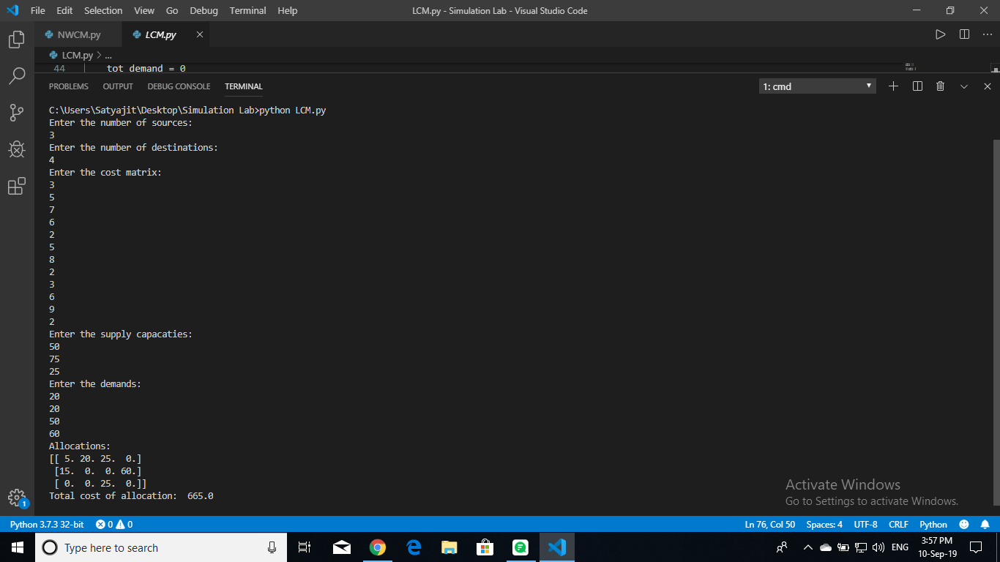 File Edit Selection View Go Debug Terminal Help LCM.py - Simulation Lab - Visual Studio Code
NWCM.py LCM.py
LCM.py > ...
44 tot demand = 0
PROBLEMS OUTPUT DEBUG CONSOLE TERMINAL 1: cmd
C:\Users\Satyajit\Desktop\Simulation Lab>python LCM.py
Enter the number of sources:
3
Enter the number of destinations:
4
Enter the cost matrix:
3
5
7
6
2
5
8
2
3
6
9
2
Enter the supply capacaties:
50
75
25
Enter the demands:
20
20
50
60
Allocations:
[[ 5. 20. 25.  0.]
 [15.  0.  0. 60.]
 [ 0.  0. 25.  0.]]
Total cost of allocation:  665.0
Activate Windows
Go to Settings to activate Windows.
1
Python 3.7.3 32-bit 0 0 Ln 76, Col 50 Spaces: 4 UTF-8 CRLF Python
Type here to search ENG 3:57 PM
10-Sep-19